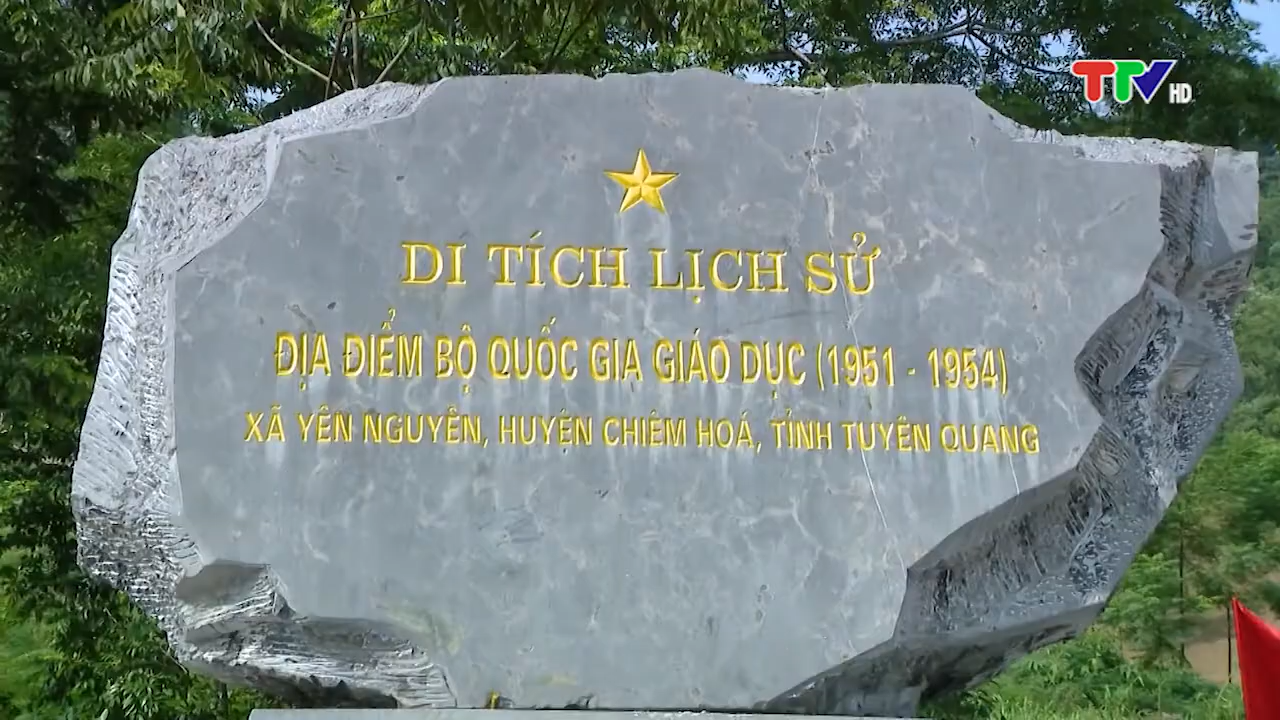 TTV HD
DI TÍCH LỊCH SỬ
ĐỊA ĐIỂM BỘ QUỐC GIA GIÁO DỤC (1951 - 1954)
XÃ YÊN NGUYÊN, HUYỆN CHIÊM HOÁ, TỈNH TUYÊN QUANG